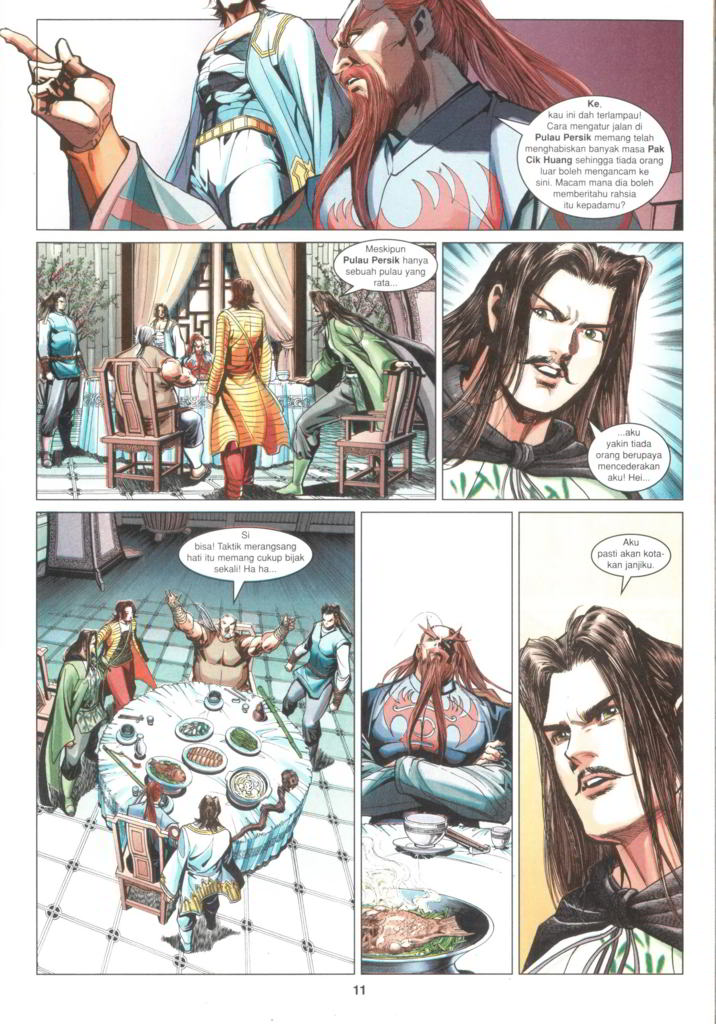 Ke,
kau ini dah terlampau!
Cara mengatur jalan di
Pulau Persik memang telah
menghabiskan banyak masa Pak
Cik Huang sehingga tiada orang
luar boleh mengancam ke
sini. Macam mana dia boleh
memberitahu rahsia
itu kepadamu?
Meskipun
Pulau Persik hanya
sebuah pulau yang
rata...
...aku
yakin tiada
orang berupaya
mencederakan
aku! Hei...
Si
bisa! Taktik merangsang
hati itu memang cukup bijak
sekali! Ha ha...
Aku
pasti akan kota-
kan janjiku.
11